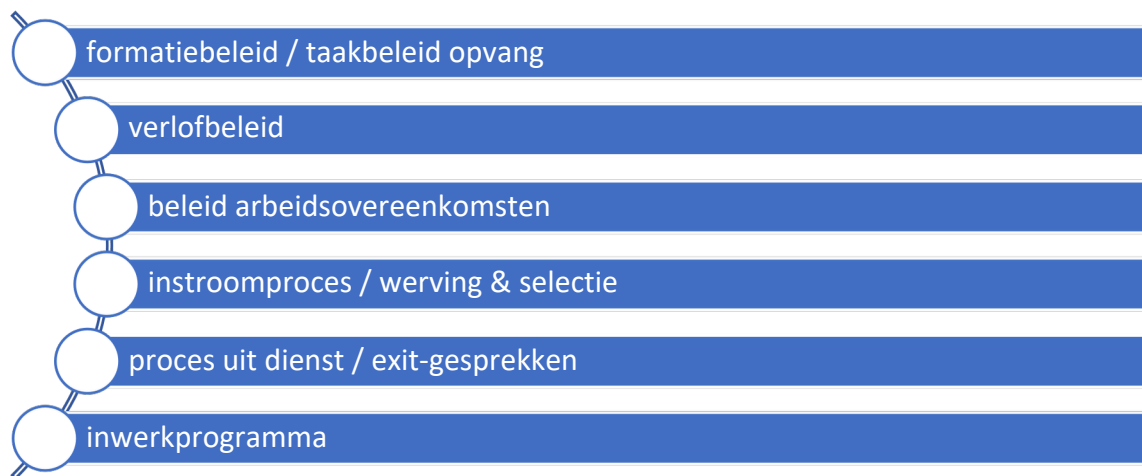 formatiebeleid / taakbeleid opvang
verlofbeleid
beleid arbeidsovereenkomsten
instroomproces / werving & selectie
proces uit dienst / exit-gesprekken
inwerkprogramma